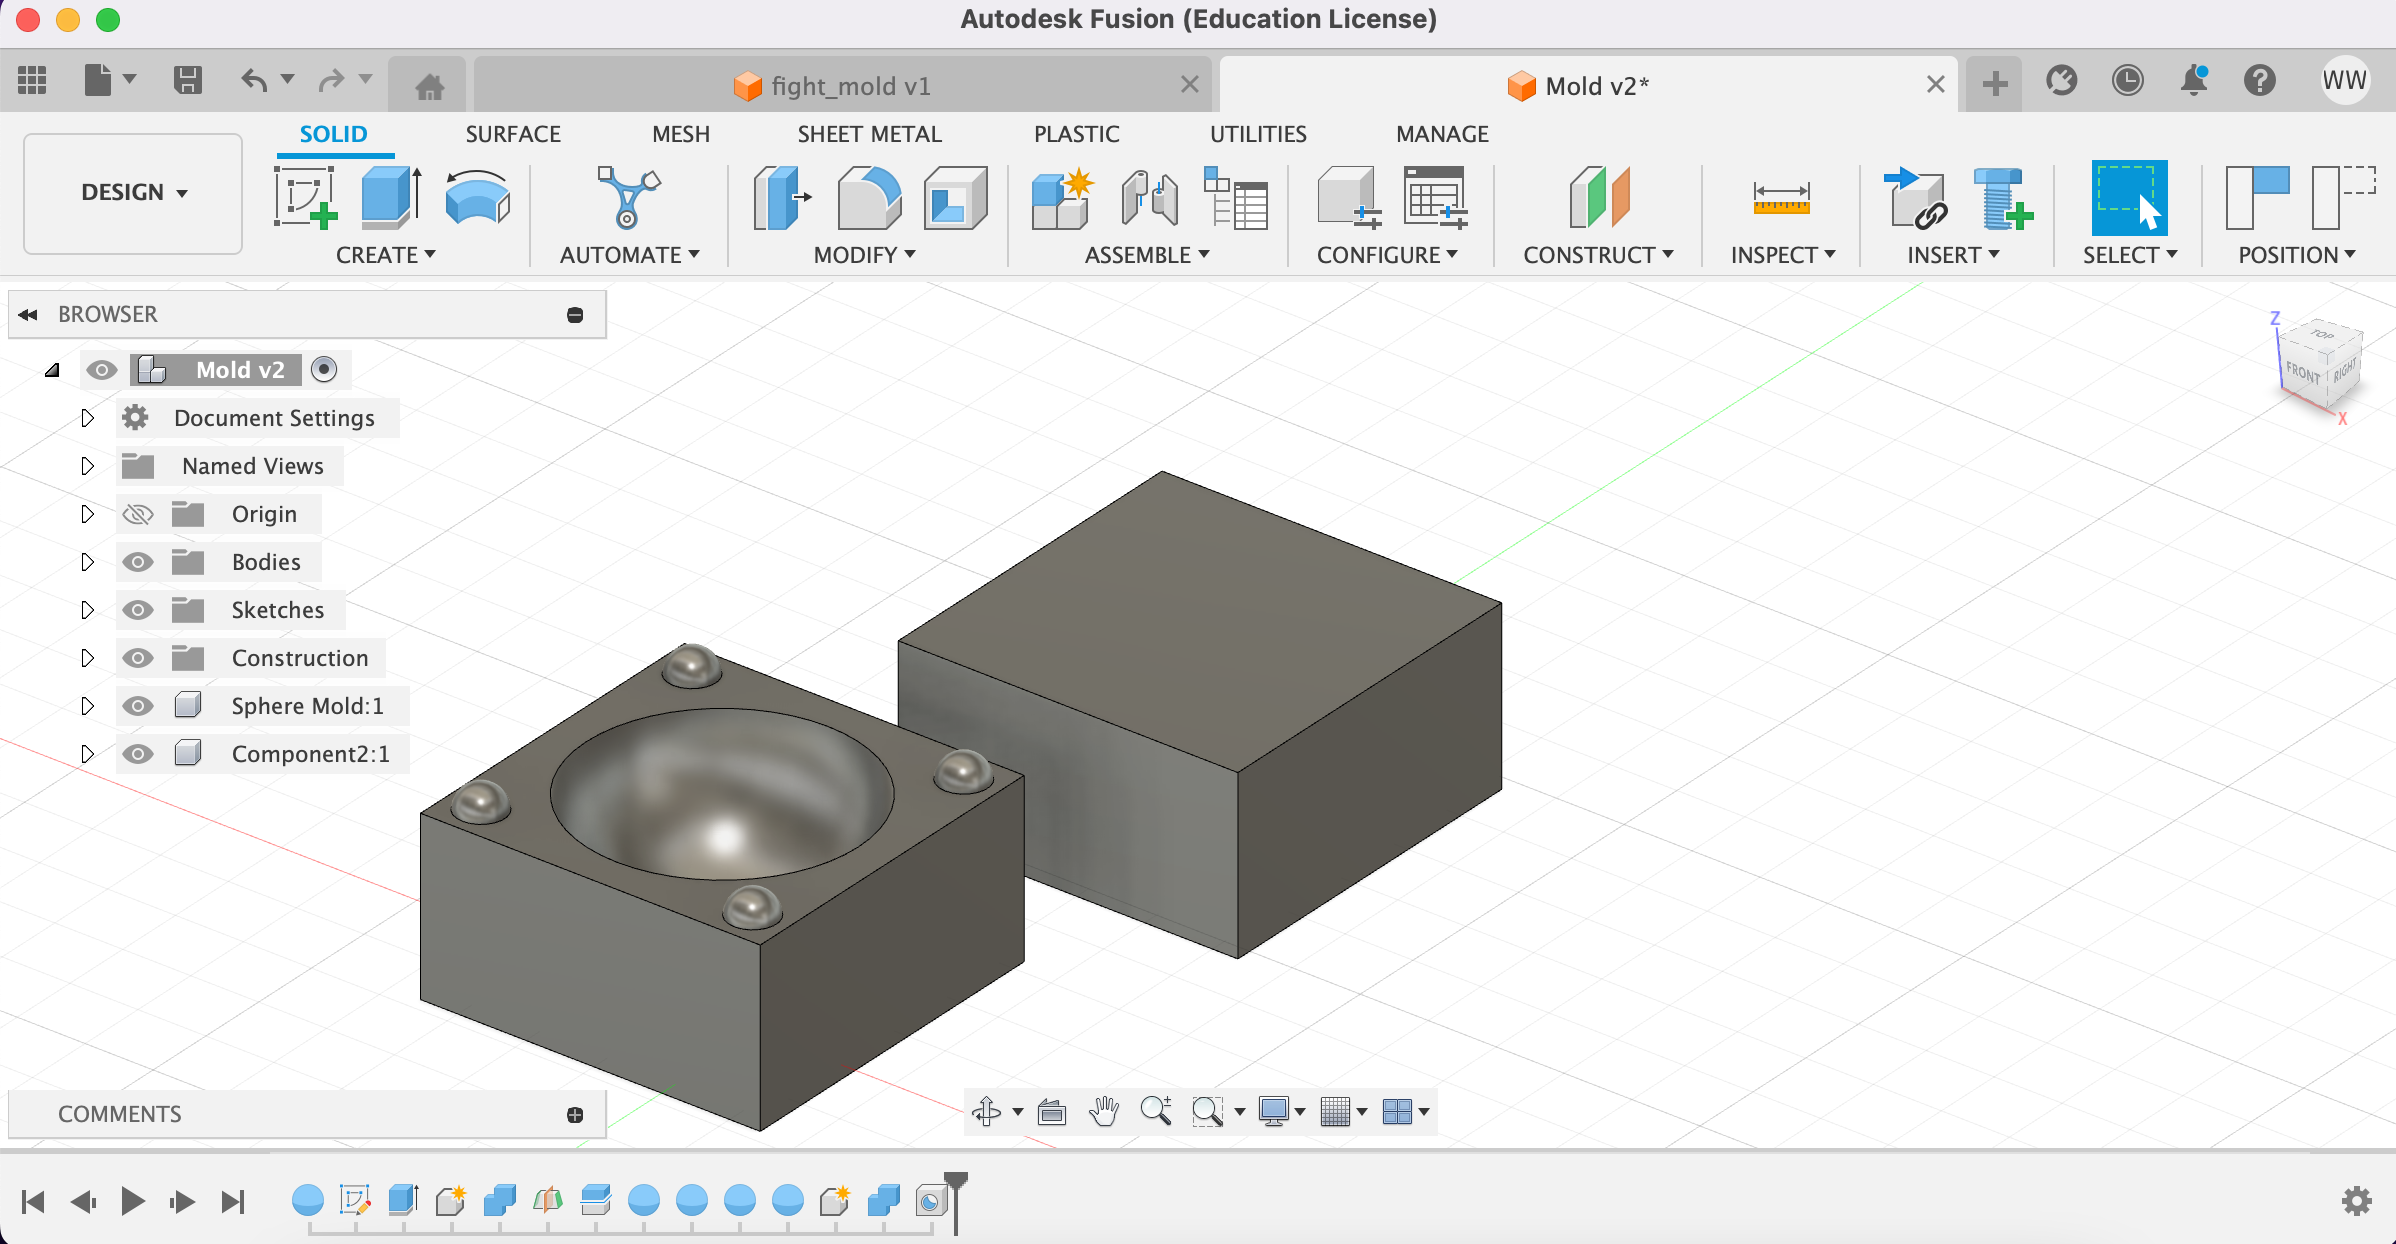 Autodesk Fusion (Education License)
fight_mold v1
Mold v2*
WW
DESIGN
SOLID SURFACE MESH SHEET METAL PLASTIC UTILITIES MANAGE
CREATE AUTOMATE MODIFY ASSEMBLE CONFIGURE CONSTRUCT INSPECT INSERT SELECT POSITION
BROWSER
Mold v2
Document Settings
Named Views
Origin
Bodies
Sketches
Construction
Sphere Mold:1
Component2:1
Z
TOP
FRONT
RIGHT
X
COMMENTS